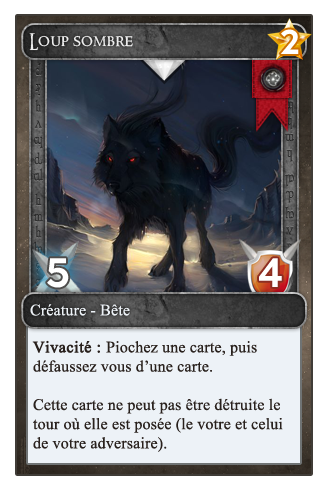 Loup sombre
2
5
4
Créature - Bête
Vivacité : Piochez une carte, puis
défaussez vous d’une carte.
Cette carte ne peut pas être détruite le
tour où elle est posée (le votre et celui
de votre adversaire).